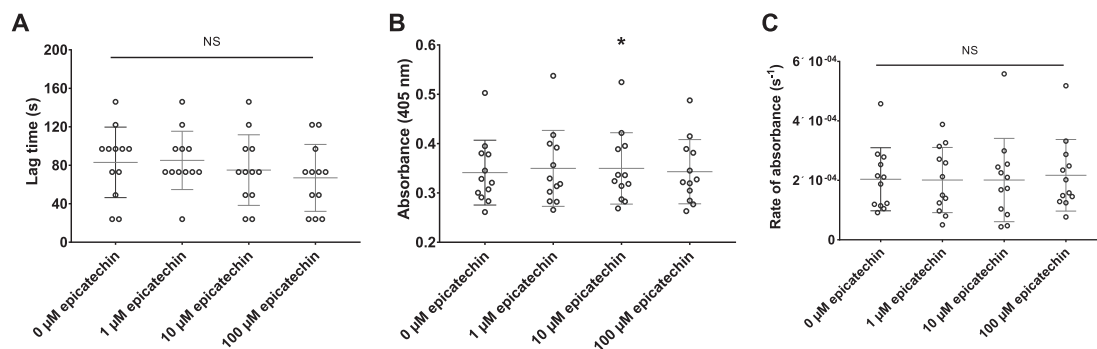 A
NS
Lag time (s)
200
160
120
80
40
0
0 µM epicatechin
1 µM epicatechin
10 µM epicatechin
100 µM epicatechin
B
*
Absorbance (405 nm)
0.6
0.5
0.4
0.3
0.2
0 µM epicatechin
1 µM epicatechin
10 µM epicatechin
100 µM epicatechin
C
NS
Rate of absorbance (s-1)
6´ 10-04
4´ 10-04
2´ 10-04
0
0 µM epicatechin
1 µM epicatechin
10 µM epicatechin
100 µM epicatechin